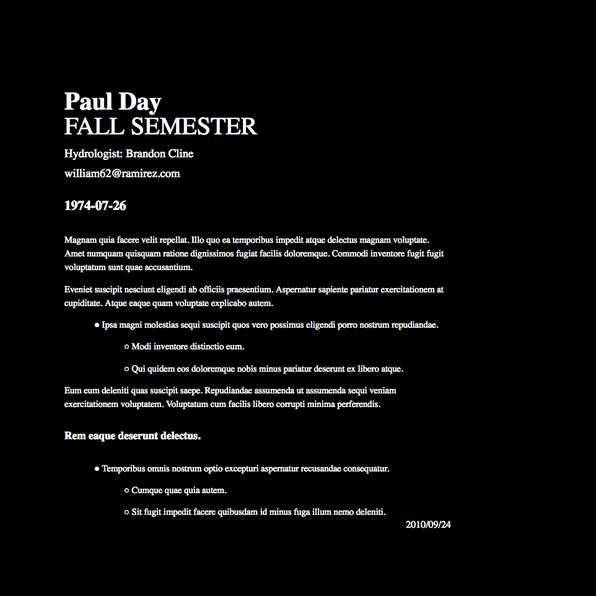 Paul Day
FALL SEMESTER
Hydrologist: Brandon Cline
william62@ramirez.com
1974-07-26
Magnam quia facere velit repellat. Illo quo ea temporibus impedit atque delectus magnam voluptate.
Amet numquam quisquam ratione dignissimos fugiat facilis doloremque. Commodi inventore fugit fugit
voluptatum sunt quae accusantium.
Eveniet suscipit nesciunt eligendi ab officiis praesentium. Aspernatur sapiente pariatur exercitationem at
cupiditate. Atque eaque quam voluptate explicabo autem.
● Ipsa magni molestias sequi suscipit quos vero possimus eligendi porro nostrum repudiandae.
○ Modi inventore distinctio eum.
○ Qui quidem eos doloremque nobis minus pariatur deserunt ex libero atque.
Eum eum deleniti quas suscipit saepe. Repudiandae assumenda ut assumenda sequi veniam
exercitationem voluptatem. Voluptatum cum facilis libero corrupti minima perferendis.
Rem eaque deserunt delectus.
● Temporibus omnis nostrum optio excepturi aspernatur recusandae consequatur.
○ Cumque quae quia autem.
○ Sit fugit impedit facere quibusdam id minus fuga illum nemo deleniti.
2010/09/24